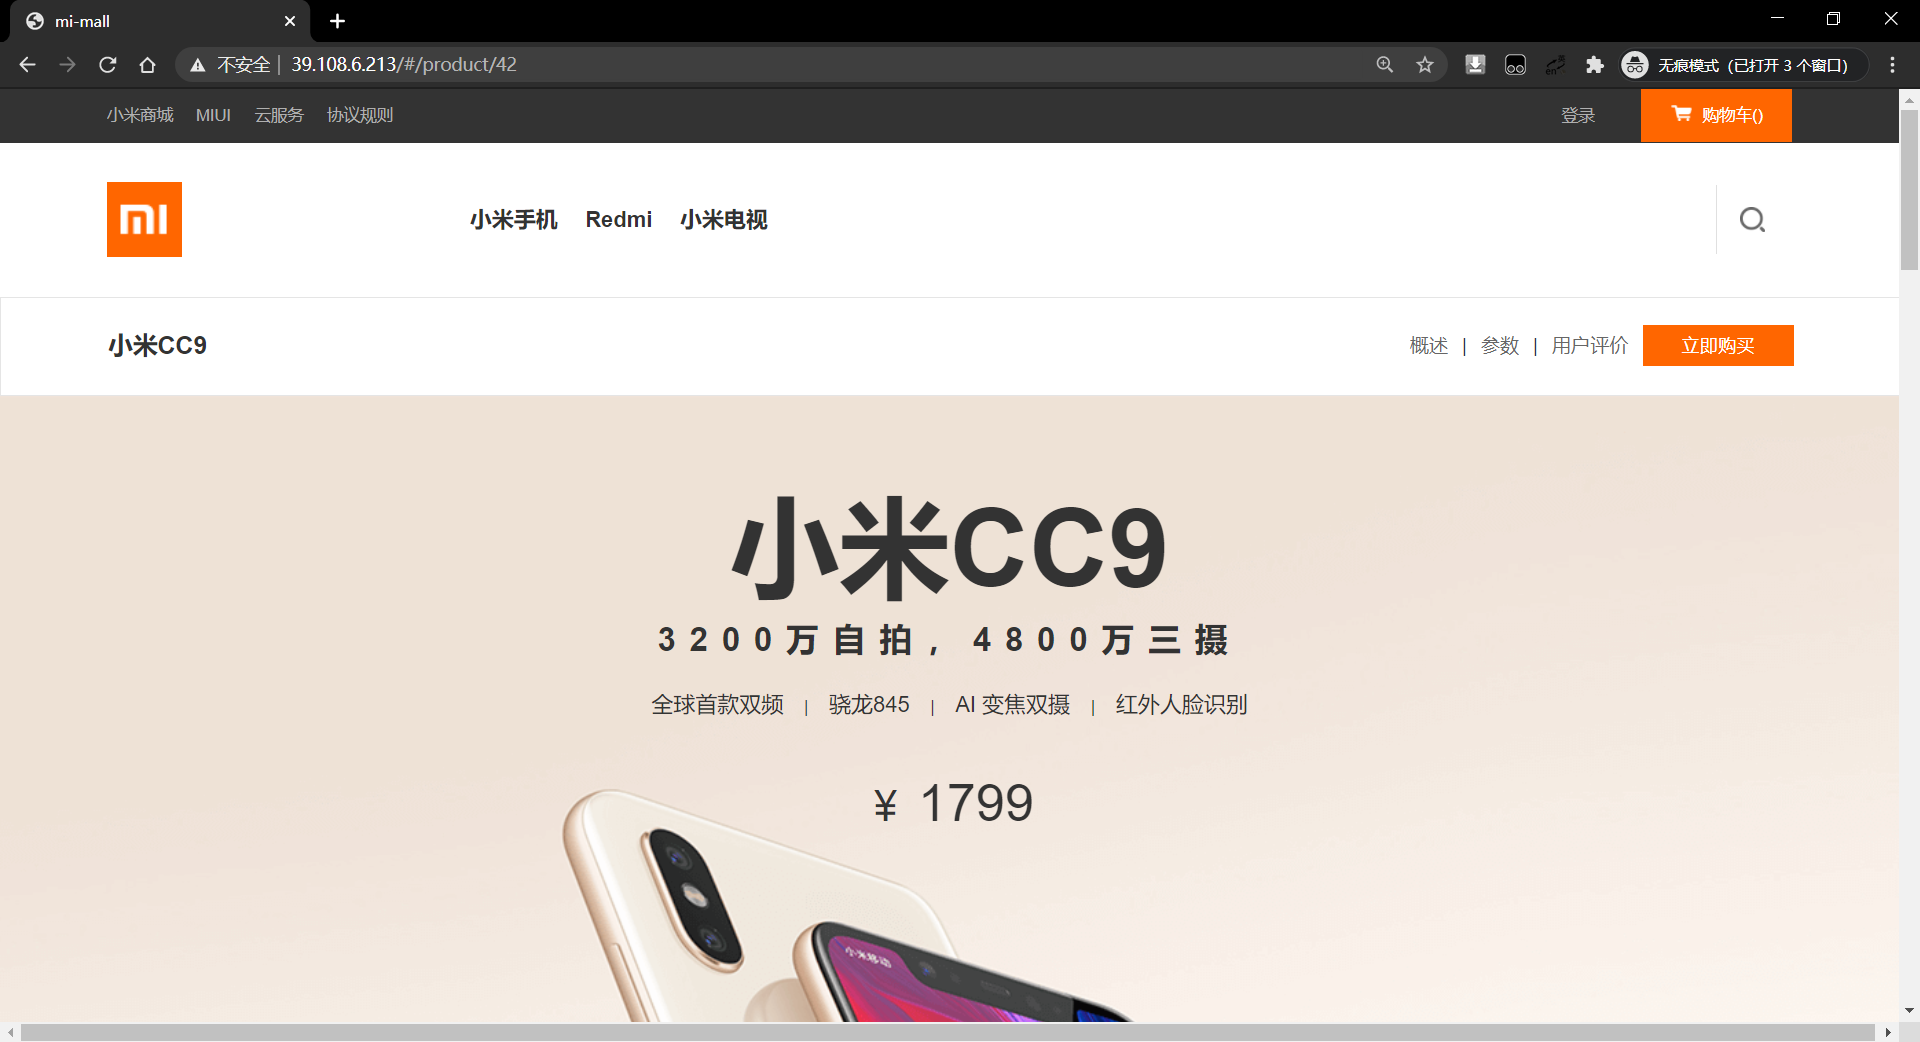 mi-mall
不安全 39.108.6.213/#/product/42
无痕模式（已打开 3 个窗口）
小米商城 MIUI 云服务 协议规则 登录 购物车()
小米手机 Redmi 小米电视
小米CC9 概述 | 参数 | 用户评价 立即购买
小米CC9
3200万自拍，4800万三摄
全球首款双频 | 骁龙845 | AI 变焦双摄 | 红外人脸识别
¥ 1799
小米移动